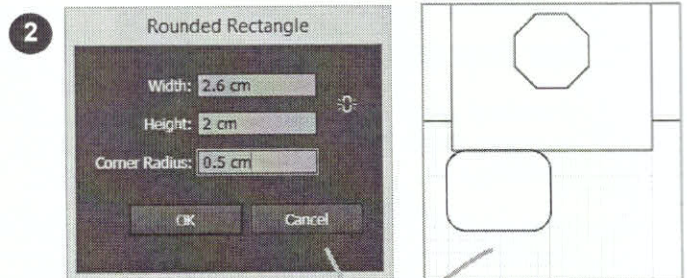 2
Rounded Rectangle
Width: 2.6 cm
Height: 2 cm
Corner Radius: 0.5 cm
OK Cancel